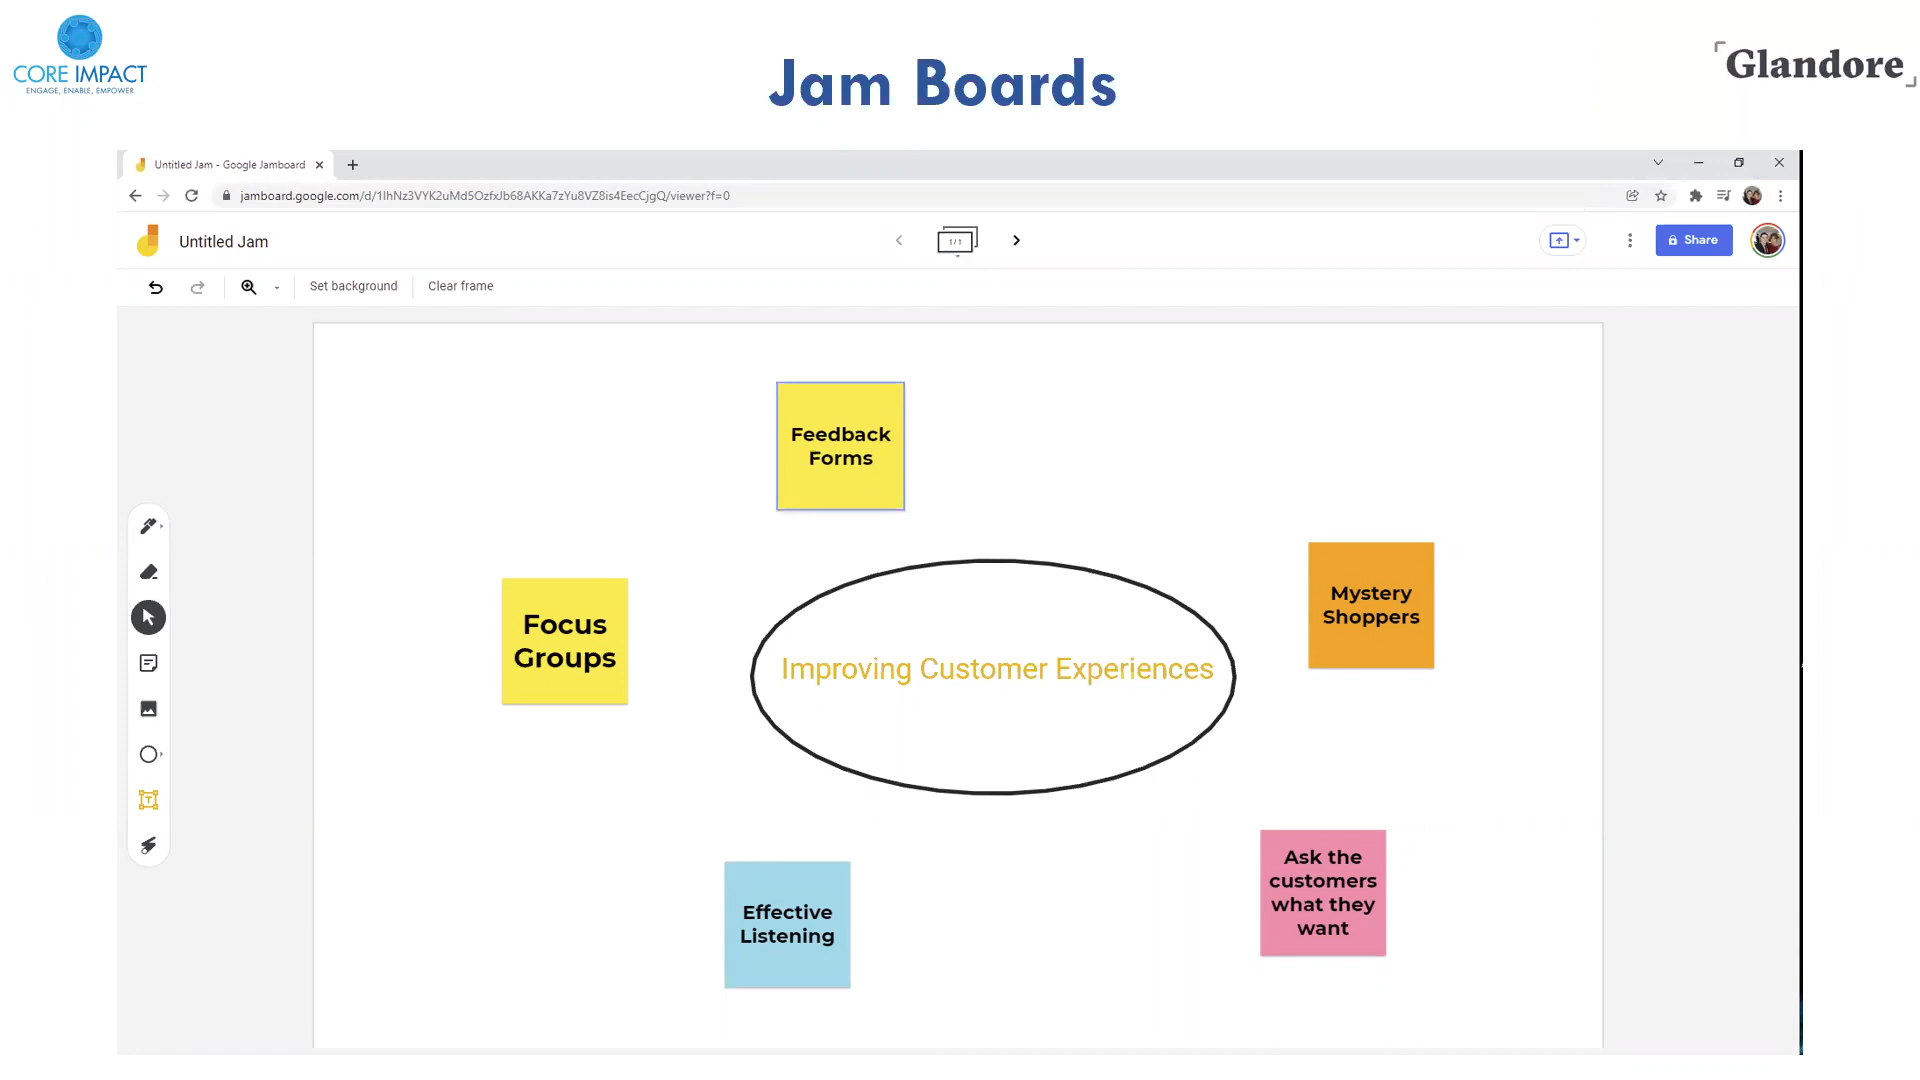 CORE IMPACT
ENGAGE, ENABLE, EMPOWER
Jam Boards
Glandore
Untitled Jam - Google Jamboard
jamboard.google.com/d/1IhNz3VYK2uMd5OzfxJb68AKKa7zYu8VZ8is4EecCjgQ/viewer?f=0
Untitled Jam
1 / 1
Share
Set background
Clear frame
Feedback
Forms
Focus
Groups
Mystery
Shoppers
Improving Customer Experiences
Effective
Listening
Ask the
customers
what they
want